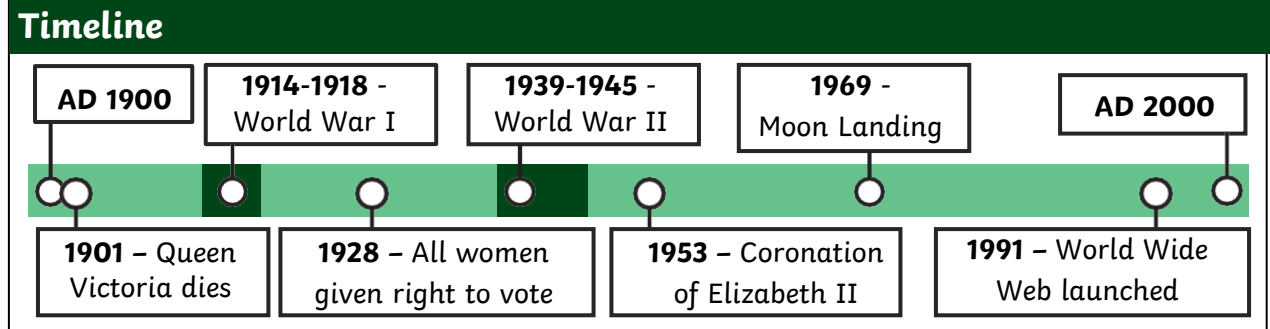 Timeline
AD 1900
1914-1918 -
World War I
1939-1945 -
World War II
1969 -
Moon Landing
AD 2000
1901 – Queen
Victoria dies
1928 – All women
given right to vote
1953 – Coronation
of Elizabeth II
1991 – World Wide
Web launched